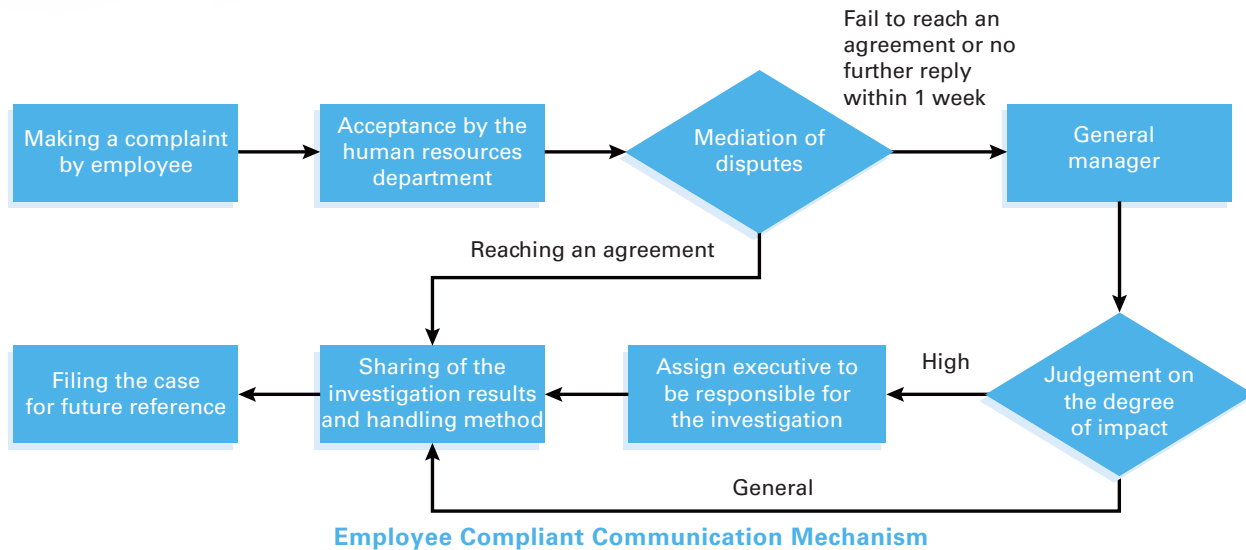 Fail to reach an
agreement or no
further reply
within 1 week
Making a complaint
by employee
Acceptance by the
human resources
department
Mediation of
disputes
General
manager
Reaching an agreement
Filing the case
for future reference
Sharing of the
investigation results
and handling method
Assign executive to
be responsible for
the investigation
High
Judgement on
the degree
of impact
General
Employee Compliant Communication Mechanism